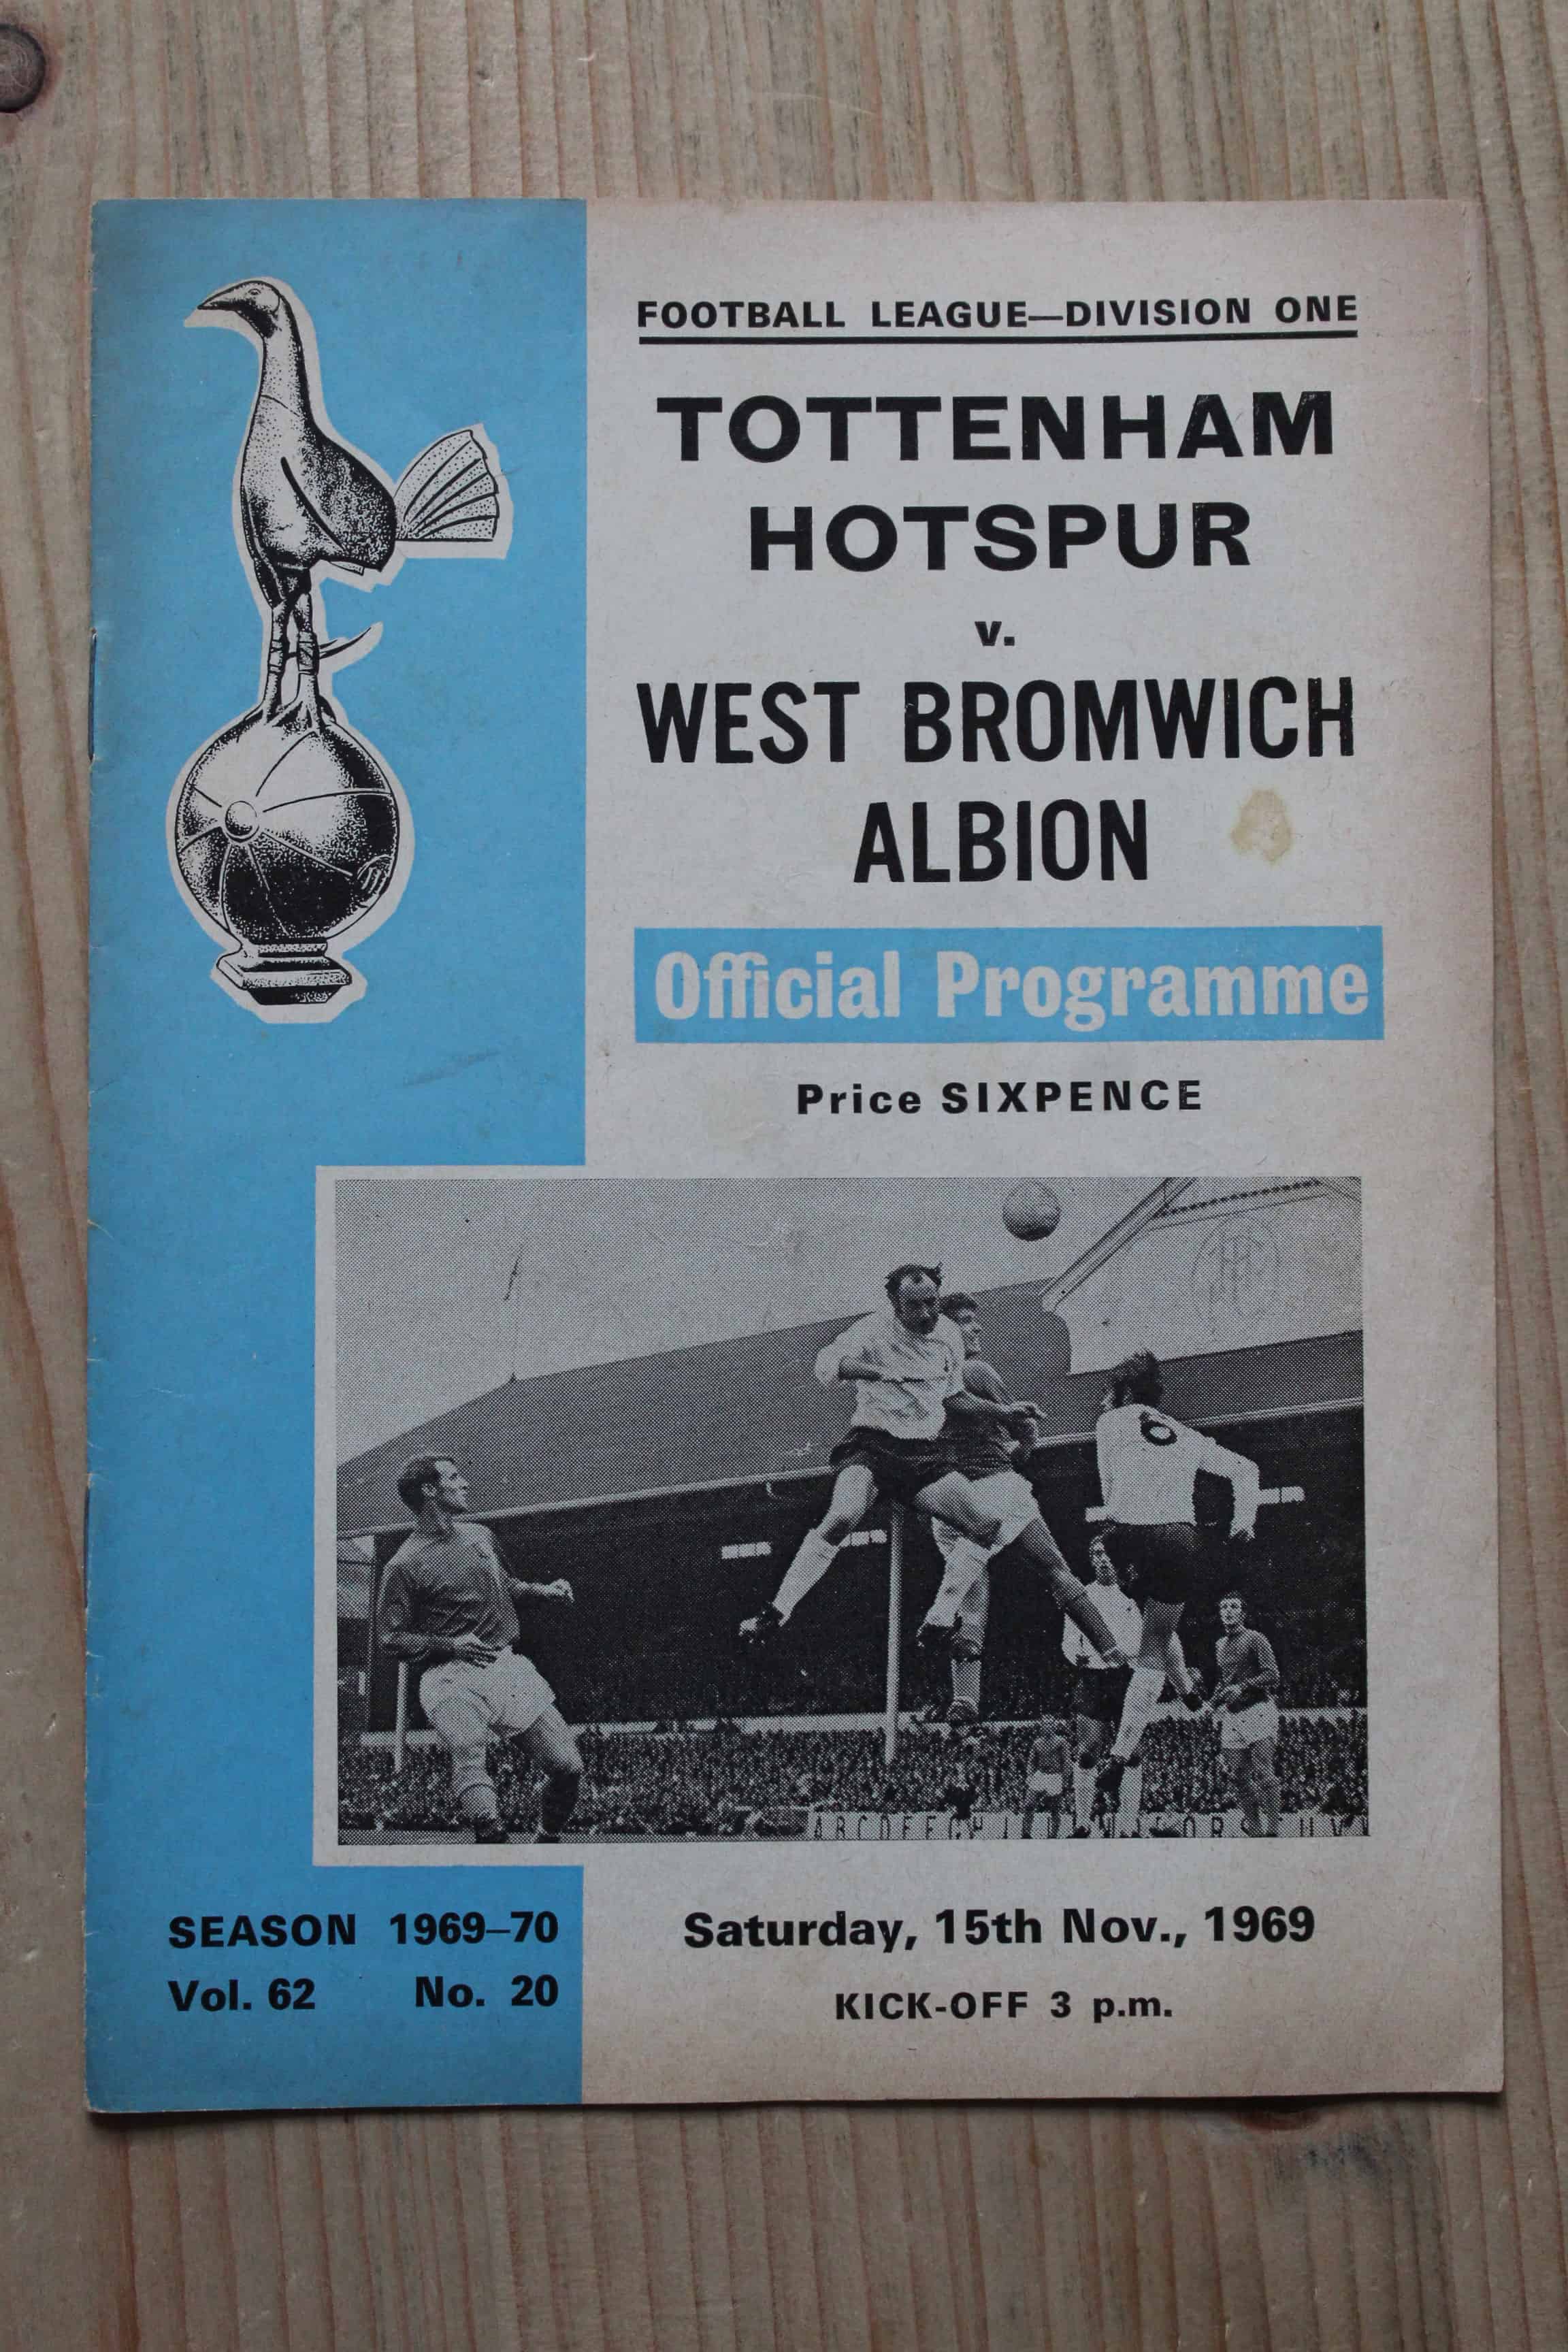 FOOTBALL LEAGUE—DIVISION ONE
TOTTENHAM
HOTSPUR
v.
WEST BROMWICH
ALBION
Official Programme
Price SIXPENCE
6
SEASON 1969–70
Vol. 62 No. 20
Saturday, 15th Nov., 1969
KICK-OFF 3 p.m.